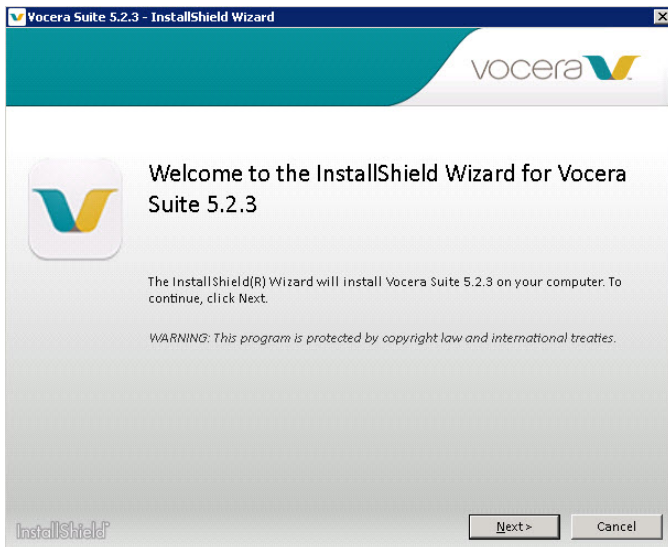 Vocera Suite 5.2.3 - InstallShield Wizard
vocera
Welcome to the InstallShield Wizard for Vocera
Suite 5.2.3
The InstallShield(R) Wizard will install Vocera Suite 5.2.3 on your computer. To
continue, click Next.
WARNING: This program is protected by copyright law and international treaties.
InstallShield
Next >
Cancel